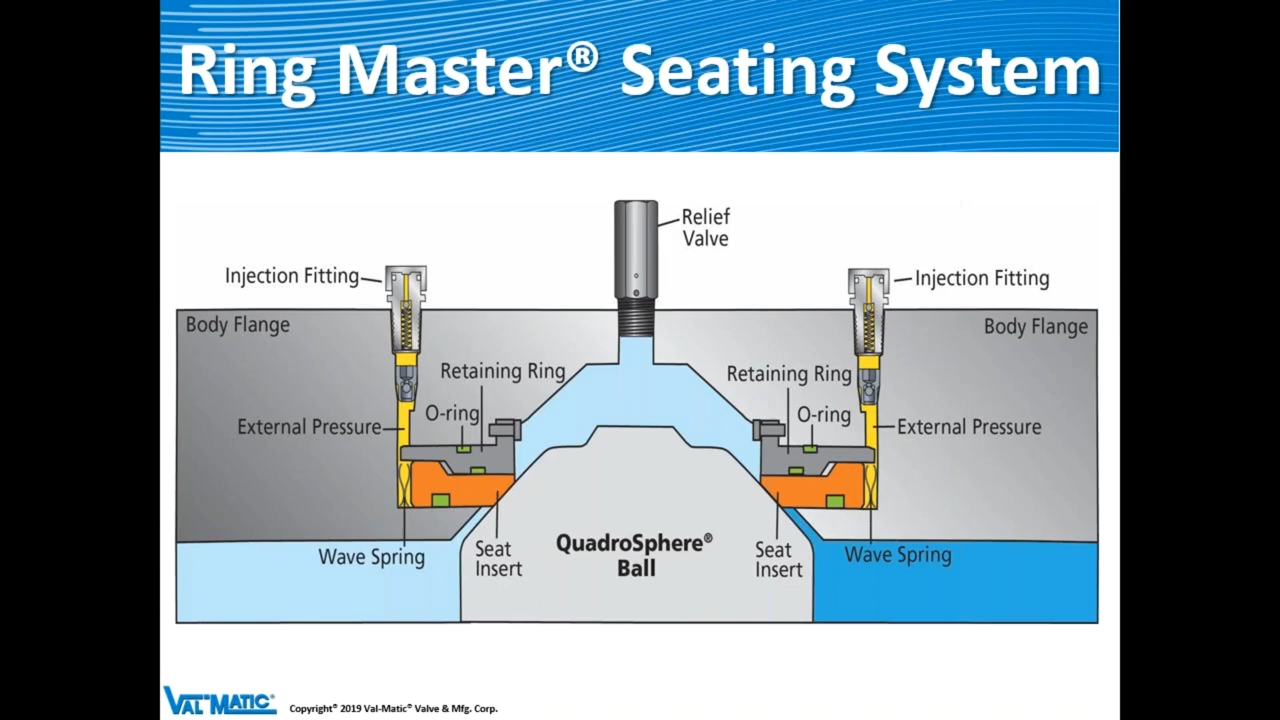 Ring Master® Seating System
Relief
Valve
Injection Fitting
Injection Fitting
Body Flange
Body Flange
Retaining Ring
Retaining Ring
O-ring
O-ring
External Pressure
External Pressure
Wave Spring
Seat
Insert
QuadroSphere®
Ball
Seat
Insert
Wave Spring
VAL MATIC®
Copyright® 2019 Val-Matic® Valve & Mfg. Corp.